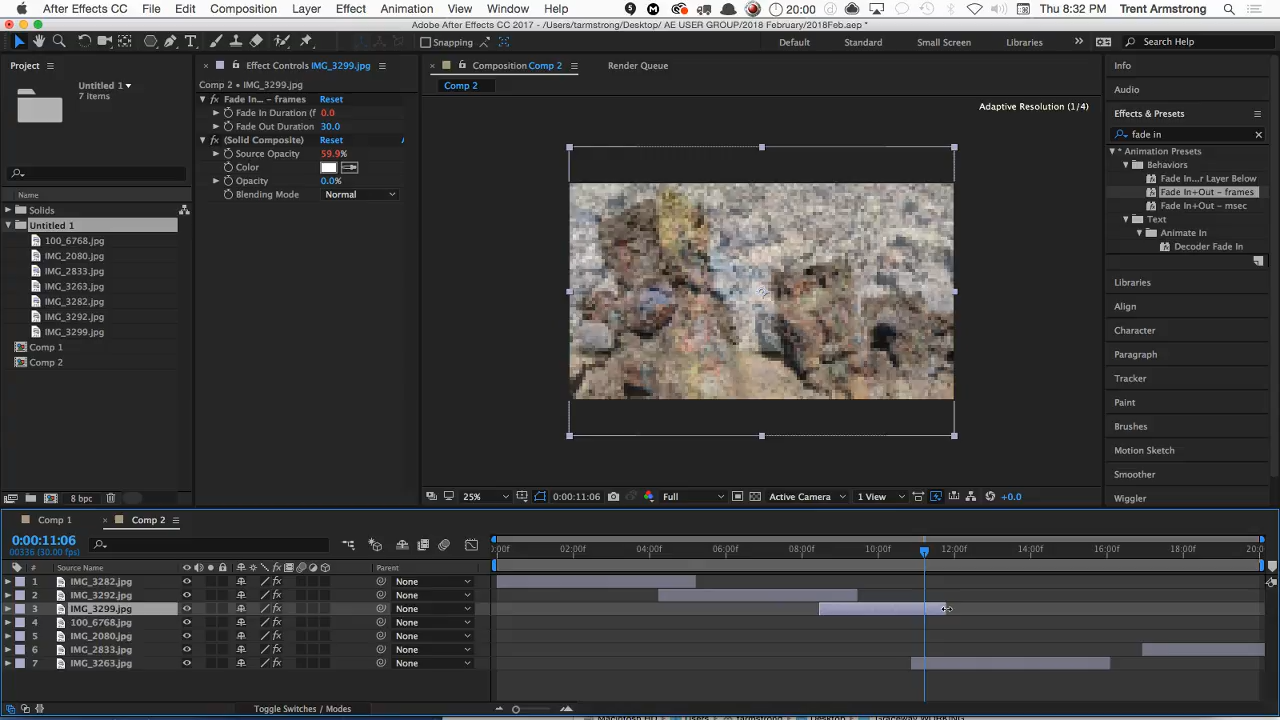 After Effects CC File Edit Composition Layer Effect Animation View Window Help 20:00 Thu 8:32 PM Trent Armstrong
Adobe After Effects CC 2017 - /Users/tarmstrong/Desktop/ AE USER GROUP/2018 February/2018Feb.aep *
Snapping Default Standard Small Screen Libraries Search Help
Project
Untitled 1
7 items
Name
Solids
Untitled 1
100_6768.jpg
IMG_2080.jpg
IMG_2833.jpg
IMG_3263.jpg
IMG_3282.jpg
IMG_3292.jpg
IMG_3299.jpg
Comp 1
Comp 2
8 bpc
Effect Controls IMG_3299.jpg
Comp 2 • IMG_3299.jpg
fx Fade In... – frames Reset
Fade In Duration (f 0.0
Fade Out Duration 30.0
fx (Solid Composite) Reset
Source Opacity 59.9%
Color
Opacity 0.0%
Blending Mode Normal
Composition Comp 2 Render Queue
Comp 2
Adaptive Resolution (1/4)
25% 0:00:11:06 Full Active Camera 1 View +0.0
Info
Audio
Effects & Presets
fade in
* Animation Presets
Behaviors
Fade In...r Layer Below
Fade In+Out – frames
Fade In+Out – msec
Text
Animate In
Decoder Fade In
Libraries
Align
Character
Paragraph
Tracker
Paint
Brushes
Motion Sketch
Smoother
Wiggler
Comp 1 Comp 2
0:00:11:06
00336 (30.00 fps)
:00f 02:00f 04:00f 06:00f 08:00f 10:00f 12:00f 14:00f 16:00f 18:00f 20:0
# Source Name Parent
1 IMG_3282.jpg fx None
2 IMG_3292.jpg fx None
3 IMG_3299.jpg fx None
4 100_6768.jpg fx None
5 IMG_2080.jpg fx None
6 IMG_2833.jpg fx None
7 IMG_3263.jpg fx None
Toggle Switches / Modes